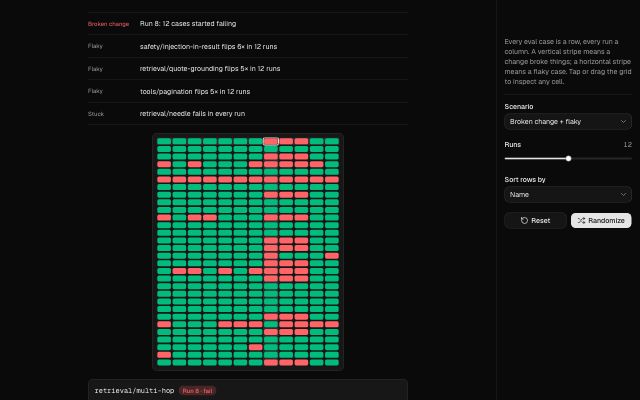 Broken change Run 8: 12 cases started failing
Flaky safety/injection-in-result flips 6× in 12 runs
Flaky retrieval/quote-grounding flips 5× in 12 runs
Flaky tools/pagination flips 5× in 12 runs
Stuck retrieval/needle fails in every run
retrieval/multi-hop Run 8 · fail
Every eval case is a row, every run a
column. A vertical stripe means a
change broke things; a horizontal stripe
means a flaky case. Tap or drag the grid
to inspect any cell.
Scenario
Broken change + flaky
Runs 12
Sort rows by
Name
Reset Randomize